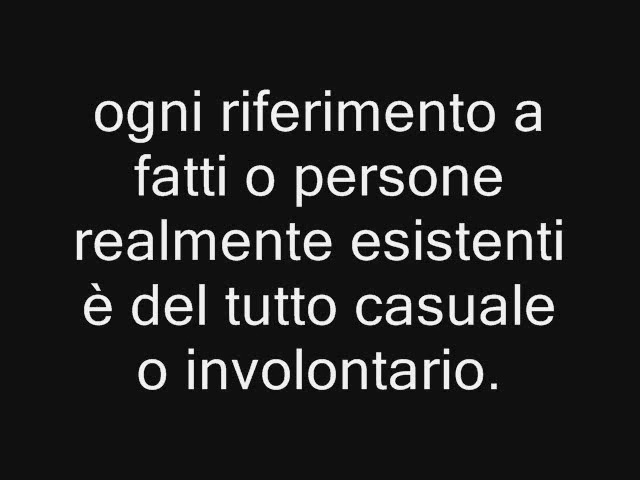 ogni riferimento a
fatti o persone
realmente esistenti
è del tutto casuale
o involontario.